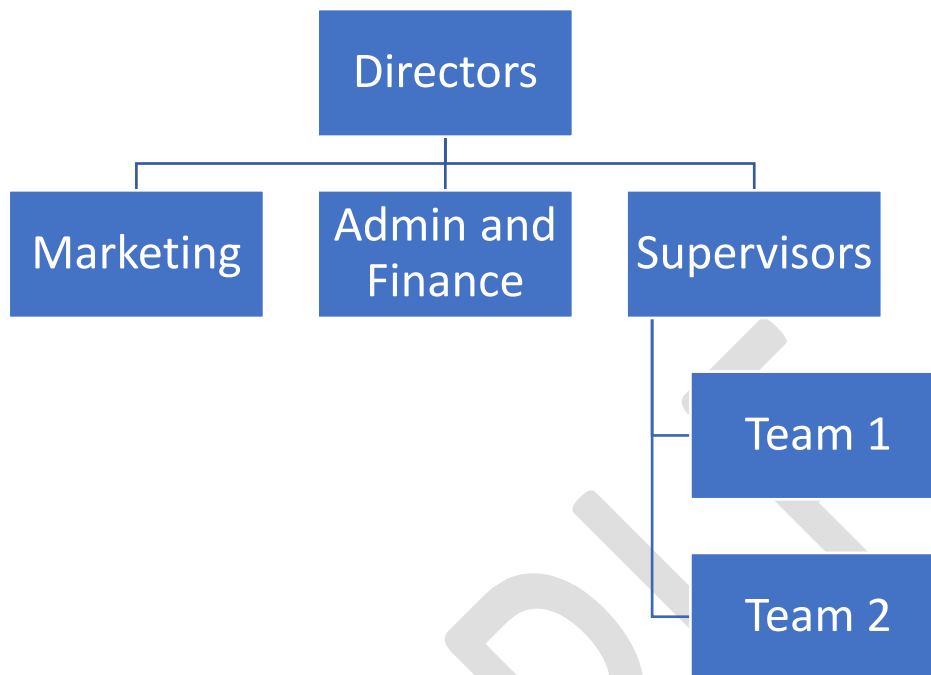 Directors
Marketing
Admin and
Finance
Supervisors
Team 1
Team 2